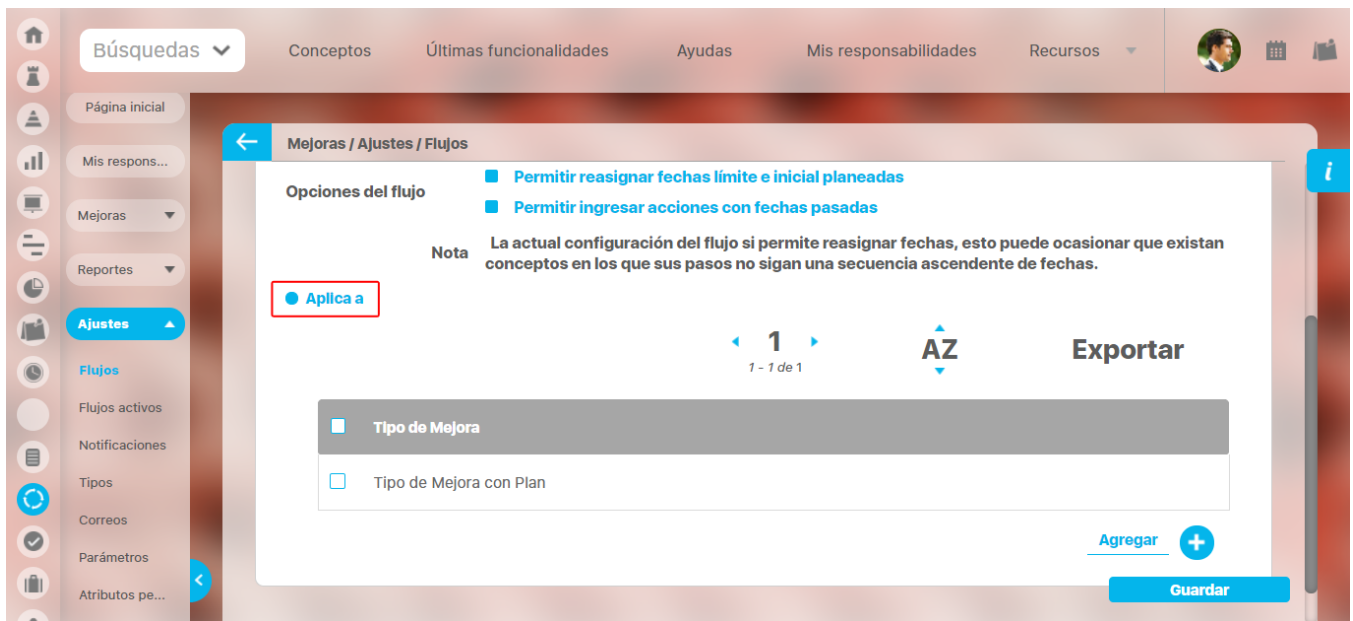 Búsquedas
Conceptos
Últimas funcionalidades
Ayudas
Mis responsabilidades
Recursos
Página inicial
Mis respons...
Mejoras
Reportes
Ajustes
Flujos
Flujos activos
Notificaciones
Tipos
Correos
Parámetros
Atributos pe...
Mejoras / Ajustes / Flujos
i
Opciones del flujo
Permitir reasignar fechas límite e inicial planeadas
Permitir ingresar acciones con fechas pasadas
Nota
La actual configuración del flujo si permite reasignar fechas, esto puede ocasionar que existan
conceptos en los que sus pasos no sigan una secuencia ascendente de fechas.
Aplica a
1
1 - 1 de 1
AZ
Exportar
Tipo de Mejora
Tipo de Mejora con Plan
Agregar
Guardar